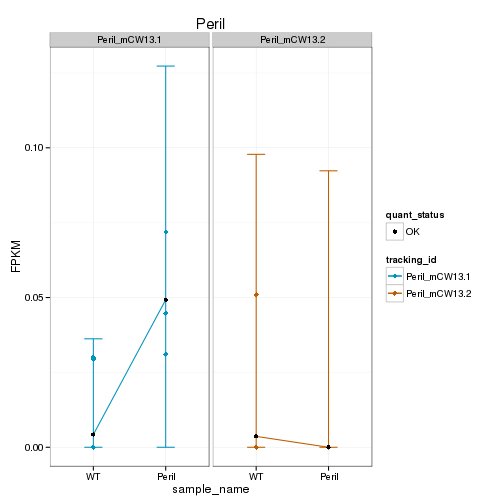 Peril
Peril_mCW13.1 Peril_mCW13.2
0.10
0.05
0.00
FPKM
WT Peril WT Peril
sample_name
quant_status
OK
tracking_id
Peril_mCW13.1
Peril_mCW13.2